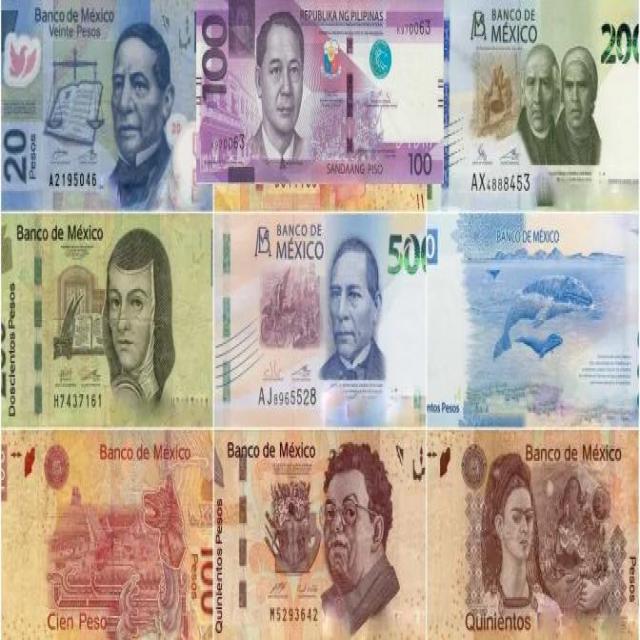 Banco de México
Veinte Pesos
20
Pesos
A2195046
100
REPUBLIKA NG PILIPINAS
SANDAANG PISO
100
BANCO DE
MÉXICO
200
AX4888453
Banco de México
Doscientos Pesos
H7437161
BANCO DE
MÉXICO
500
AJ8965528
BANCO DE MÉXICO
ntos Pesos
Banco de México
100
Pesos
Cien Peso
Banco de México
Quinientos Pesos
M5293642
Banco de México
Quinientos
Pesos